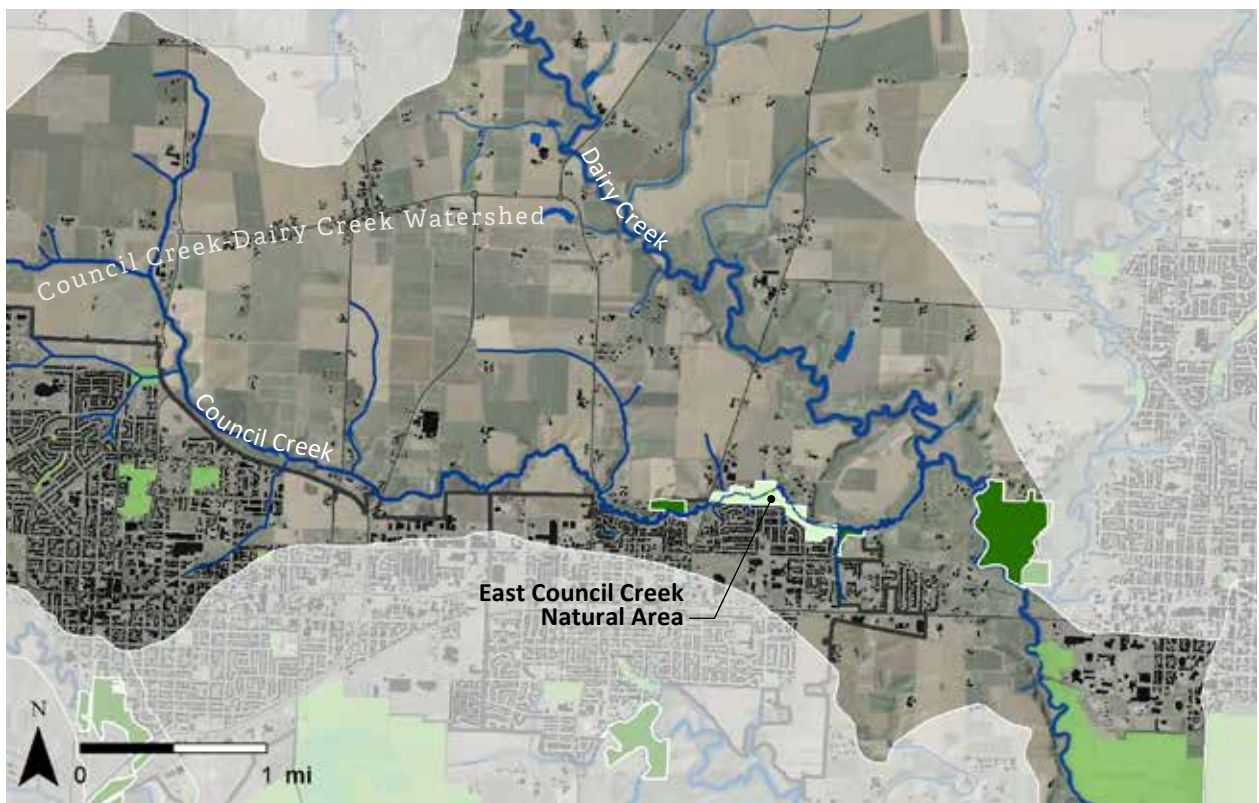 Dairy Creek
Council Creek-Dairy Creek Watershed
Council Creek
East Council Creek
Natural Area
N
0 1 mi